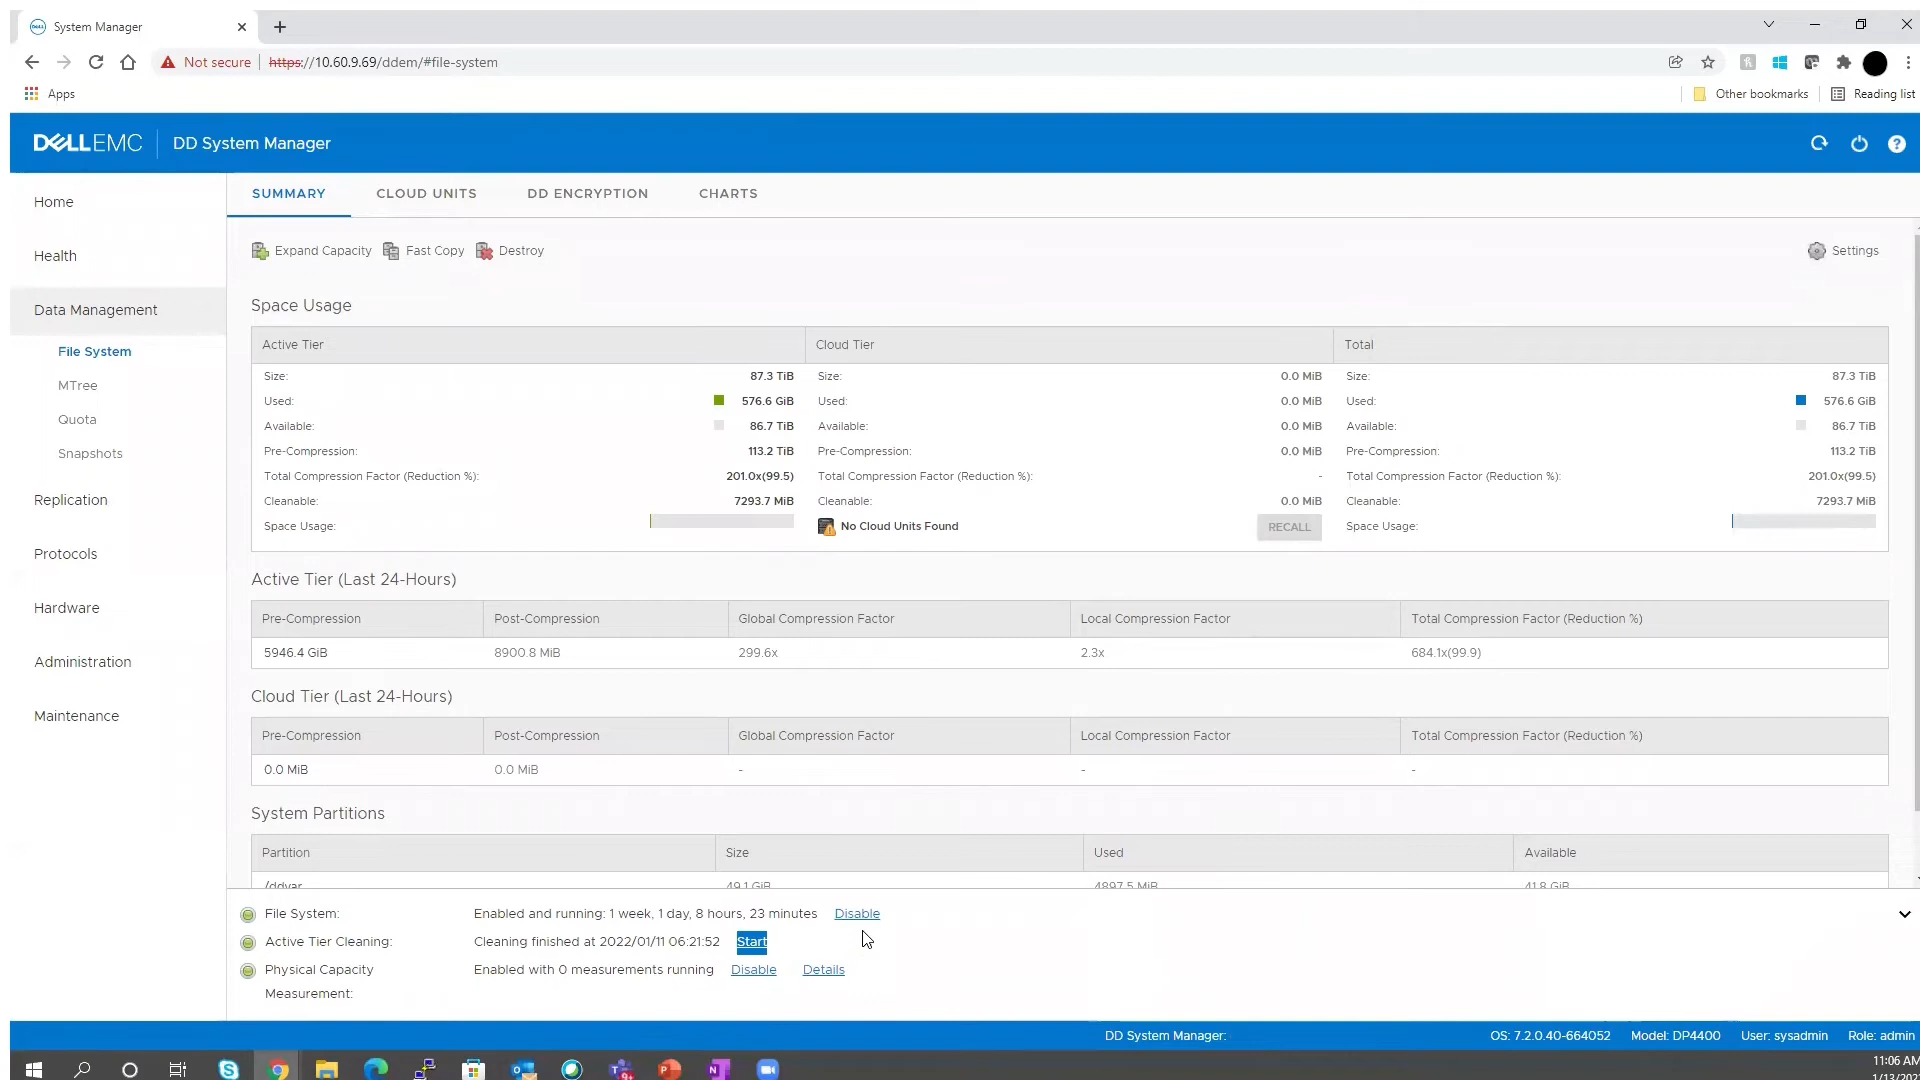 System Manager
Not secure https://10.60.9.69/ddem/#file-system
Apps
Other bookmarks
Reading list
DELLEMC
DD System Manager
Home
Health
Data Management
File System
MTree
Quota
Snapshots
Replication
Protocols
Hardware
Administration
Maintenance
SUMMARY CLOUD UNITS DD ENCRYPTION CHARTS
Expand Capacity Fast Copy Destroy Settings
Space Usage
Active Tier Cloud Tier Total
Size: 87.3 TiB Size: 0.0 MiB Size: 87.3 TiB
Used: 576.6 GiB Used: 0.0 MiB Used: 576.6 GiB
Available: 86.7 TiB Available: 0.0 MiB Available: 86.7 TiB
Pre-Compression: 113.2 TiB Pre-Compression: 0.0 MiB Pre-Compression: 113.2 TiB
Total Compression Factor (Reduction %): 201.0x(99.5) Total Compression Factor (Reduction %): - Total Compression Factor (Reduction %): 201.0x(99.5)
Cleanable: 7293.7 MiB Cleanable: 0.0 MiB Cleanable: 7293.7 MiB
Space Usage: No Cloud Units Found RECALL Space Usage:
Active Tier (Last 24-Hours)
Pre-Compression Post-Compression Global Compression Factor Local Compression Factor Total Compression Factor (Reduction %)
5946.4 GiB 8900.8 MiB 299.6x 2.3x 684.1x(99.9)
Cloud Tier (Last 24-Hours)
Pre-Compression Post-Compression Global Compression Factor Local Compression Factor Total Compression Factor (Reduction %)
0.0 MiB 0.0 MiB - - -
System Partitions
Partition Size Used Available
/ddvar 49.1 GiB 4897.5 MiB 41.8 GiB
File System: Enabled and running: 1 week, 1 day, 8 hours, 23 minutes Disable
Active Tier Cleaning: Cleaning finished at 2022/01/11 06:21:52 Start
Physical Capacity Measurement: Enabled with 0 measurements running Disable Details
DD System Manager: OS: 7.2.0.40-664052 Model: DP4400 User: sysadmin Role: admin
11:06 AM